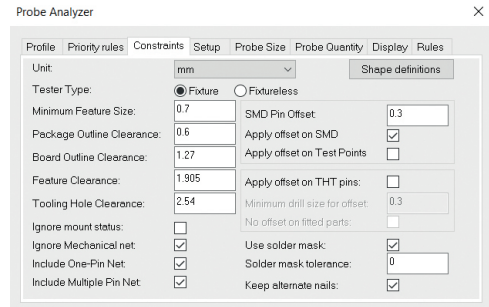 Probe Analyzer
Profile Priority rules Constraints Setup Probe Size Probe Quantity Display Rules
Unit: mm Shape definitions
Tester Type: Fixture Fixtureless
Minimum Feature Size: 0.7
Package Outline Clearance: 0.6
Board Outline Clearance: 1.27
Feature Clearance: 1.905
Tooling Hole Clearance: 2.54
Ignore mount status:
Ignore Mechanical net:
Include One-Pin Net:
Include Multiple Pin Net:
SMD Pin Offset: 0.3
Apply offset on SMD
Apply offset on Test Points
Apply offset on THT pins:
Minimum drill size for offset: 0.3
No offset on fitted parts:
Use solder mask:
Solder mask tolerance: 0
Keep alternate nails: